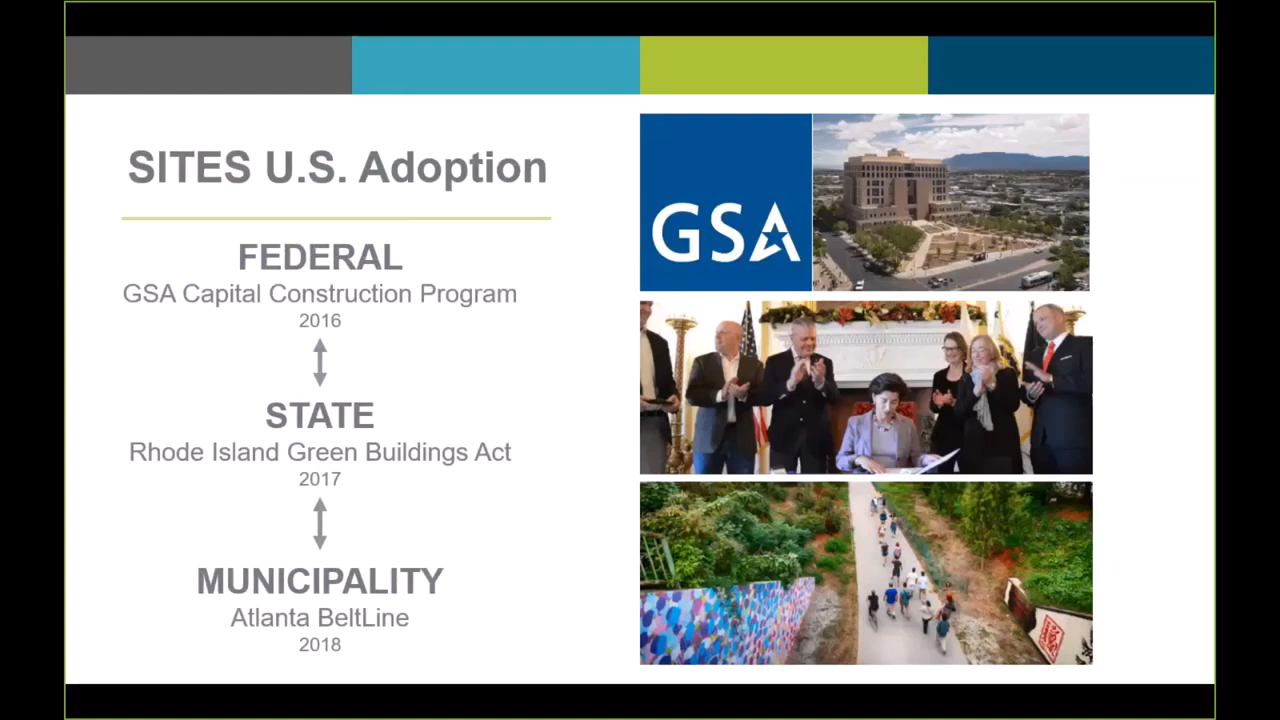 SITES U.S. Adoption
FEDERAL
GSA Capital Construction Program
2016
STATE
Rhode Island Green Buildings Act
2017
MUNICIPALITY
Atlanta BeltLine
2018
GSA